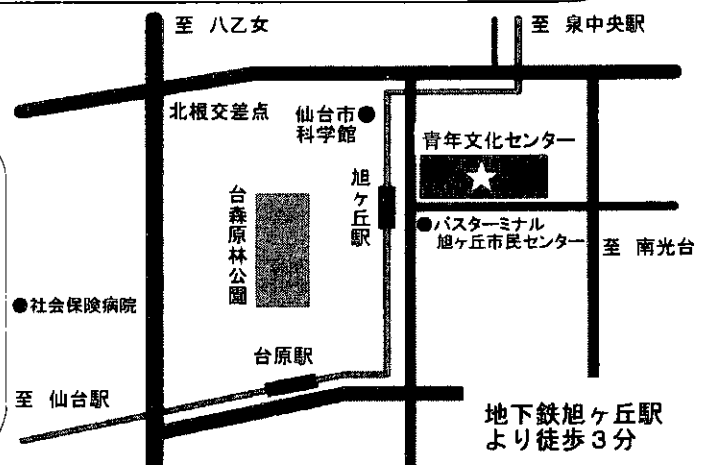 至 八乙女
至 泉中央駅
北根交差点
仙台市
科学館
青年文化センター
旭ヶ丘駅
台森原林公園
バスターミナル
旭ヶ丘市民センター
至 南光台
社会保険病院
台原駅
至 仙台駅
地下鉄旭ヶ丘駅
より徒歩3分